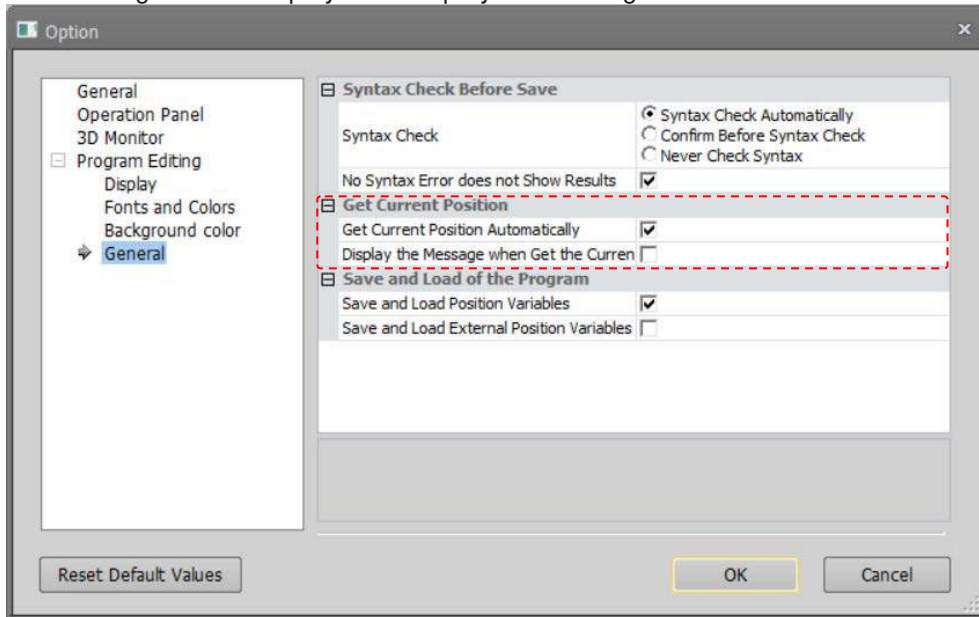 Option
General
Operation Panel
3D Monitor
Program Editing
Display
Fonts and Colors
Background color
General
Syntax Check Before Save
Syntax Check
Syntax Check Automatically
Confirm Before Syntax Check
Never Check Syntax
No Syntax Error does not Show Results
Get Current Position
Get Current Position Automatically
Display the Message when Get the Curren
Save and Load of the Program
Save and Load Position Variables
Save and Load External Position Variables
Reset Default Values
OK
Cancel